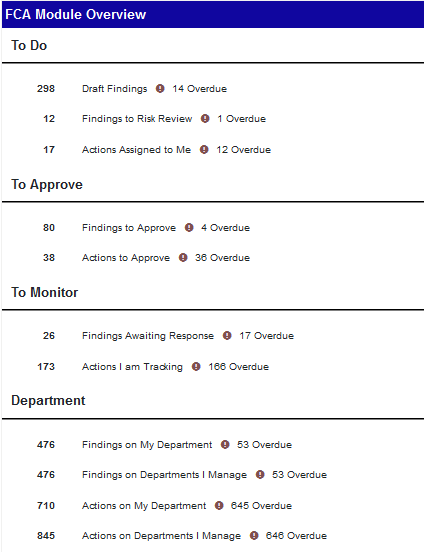 FCA Module Overview
To Do
298 Draft Findings 14 Overdue
12 Findings to Risk Review 1 Overdue
17 Actions Assigned to Me 12 Overdue
To Approve
80 Findings to Approve 4 Overdue
38 Actions to Approve 36 Overdue
To Monitor
26 Findings Awaiting Response 17 Overdue
173 Actions I am Tracking 166 Overdue
Department
476 Findings on My Department 53 Overdue
476 Findings on Departments I Manage 53 Overdue
710 Actions on My Department 645 Overdue
845 Actions on Departments I Manage 646 Overdue